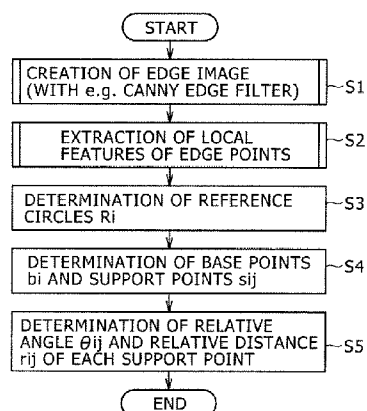 START
CREATION OF EDGE IMAGE
(WITH e.g. CANNY EDGE FILTER)
S1
EXTRACTION OF LOCAL
FEATURES OF EDGE POINTS
S2
DETERMINATION OF REFERENCE
CIRCLES Ri
S3
DETERMINATION OF BASE POINTS
bi AND SUPPORT POINTS sij
S4
DETERMINATION OF RELATIVE
ANGLE θij AND RELATIVE DISTANCE
rij OF EACH SUPPORT POINT
S5
END